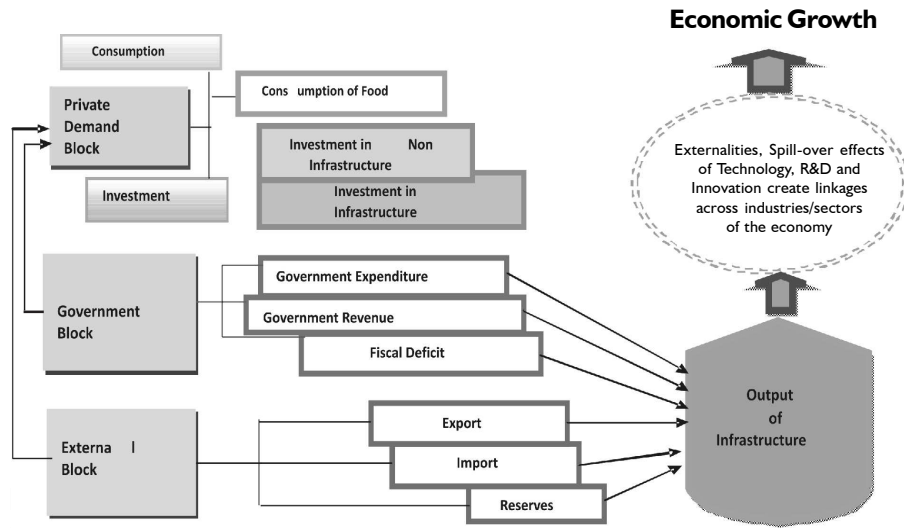 Economic Growth
Consumption
Private
Demand
Block
Cons umption of Food
Investment in Non
Infrastructure
Investment in
Infrastructure
Investment
Externalities, Spill-over effects
of Technology, R&D and
Innovation create linkages
across industries/sectors
of the economy
Government
Block
Government Expenditure
Government Revenue
Fiscal Deficit
Output
of
Infrastructure
Externa l
Block
Export
Import
Reserves